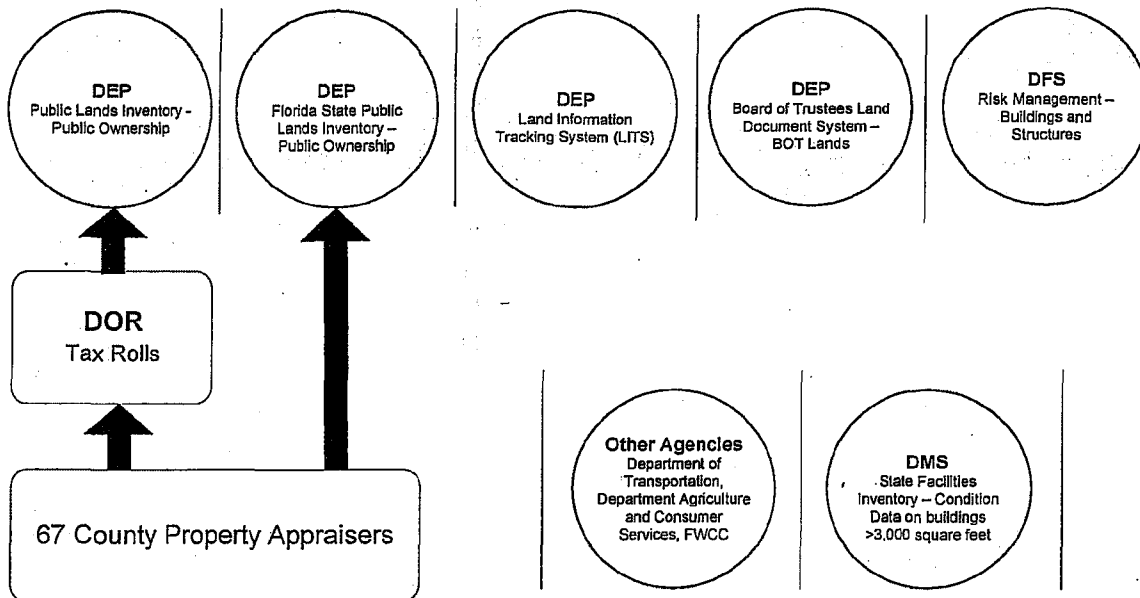 DEP
Public Lands Inventory -
Public Ownership
DEP
Florida State Public
Lands Inventory –
Public Ownership
DEP
Land Information
Tracking System (LITS)
DEP
Board of Trustees Land
Document System –
BOT Lands
DFS
Risk Management –
Buildings and
Structures
DOR
Tax Rolls
67 County Property Appraisers
Other Agencies
Department of
Transportation,
Department Agriculture
and Consumer
Services, FWCC
DMS
State Facilities
Inventory – Condition
Data on buildings
>3,000 square feet